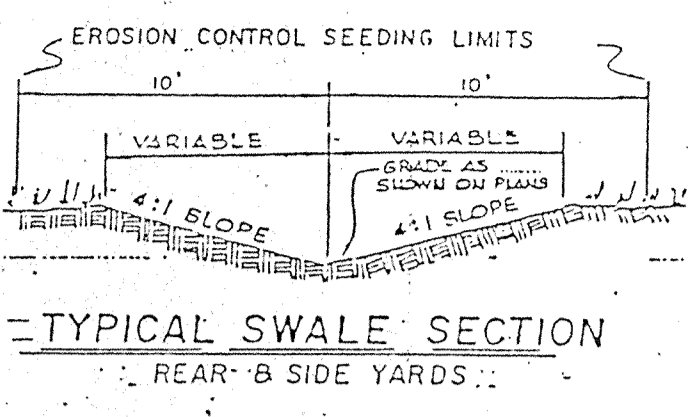 EROSION CONTROL SEEDING LIMITS
10' 10'
VARIABLE VARIABLE
GRADE AS
SHOWN ON PLANS
4:1 SLOPE 4:1 SLOPE
TYPICAL SWALE SECTION
REAR & SIDE YARDS